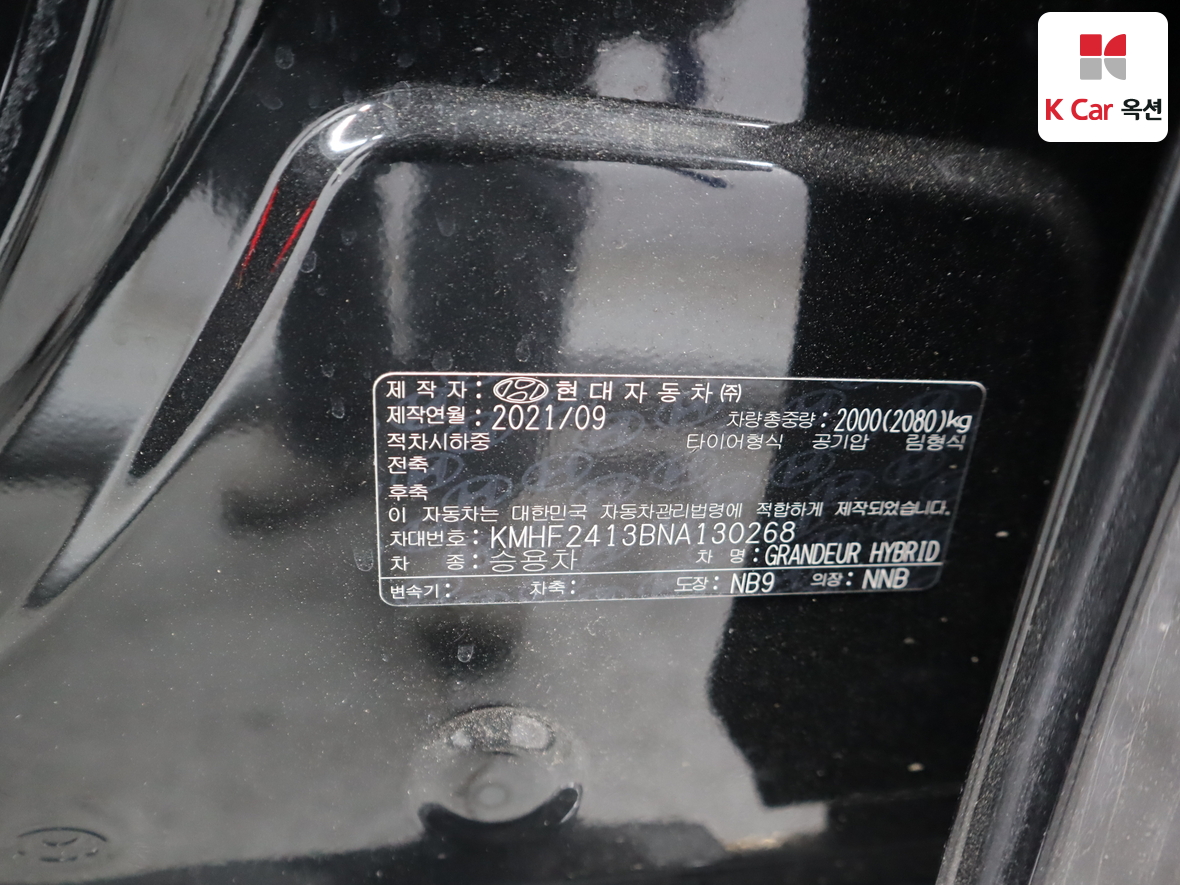 K Car 옥션
제 작 자 : 현 대 자 동 차 ㈜
제작연월 : 2021/09 차량총중량 : 2000(2080)kg
적차시하중 타이어형식 공기압 림형식
전축
후축
이 자동차는 대한민국 자동차관리법령에 적합하게 제작되었습니다.
차대번호 : KMHF2413BNA130268
차 종 : 승용차 차 명 : GRANDEUR HYBRID
변속기 : 차축 : 도장 : NB9 의장 : NNB